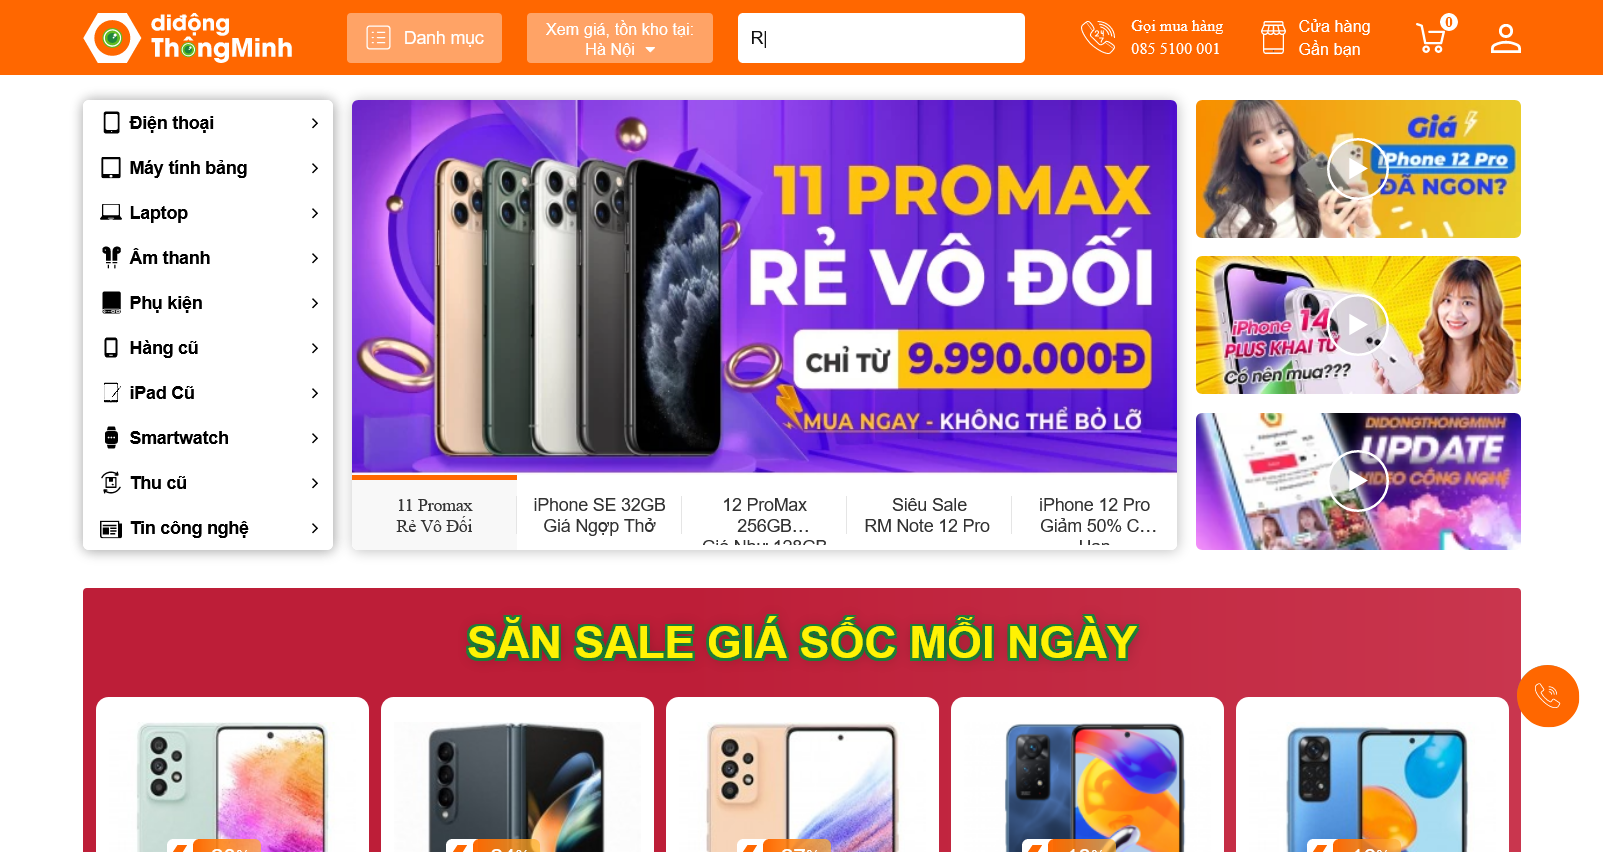 diđộng
ThôngMinh
Danh mục
Xem giá, tồn kho tại:
Hà Nội
R|
Gọi mua hàng
085 5100 001
Cửa hàng
Gần bạn
0
Điện thoại
Máy tính bảng
Laptop
Âm thanh
Phụ kiện
Hàng cũ
iPad Cũ
Smartwatch
Thu cũ
Tin công nghệ
11 PROMAX
RẺ VÔ ĐỐI
CHỈ TỪ 9.990.000Đ
MUA NGAY - KHÔNG THỂ BỎ LỠ
11 Promax
Rẻ Vô Đối
iPhone SE 32GB
Giá Ngợp Thở
12 ProMax
256GB…
Giá Như 128GB
Siêu Sale
RM Note 12 Pro
iPhone 12 Pro
Giảm 50% C…
Giá
iPhone 12 Pro
ĐÃ NGON?
iPhone 14
PLUS KHAI TỬ
Có nên mua???
DIDONGTHONGMINH
UPDATE
VIDEO CÔNG NGHỆ
SĂN SALE GIÁ SỐC MỖI NGÀY